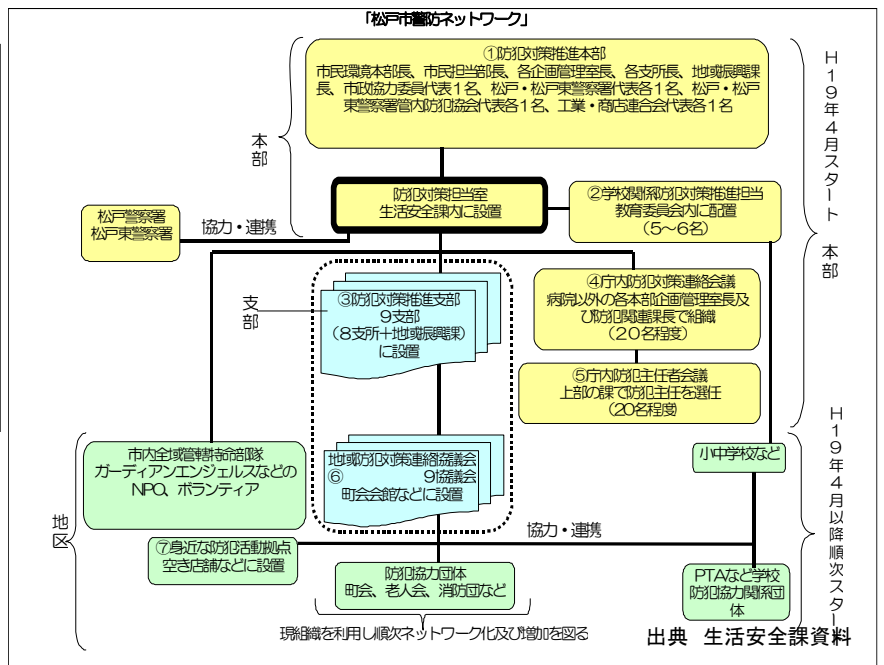 「松戸市警防ネットワーク」
①防犯対策推進本部
市民環境本部長、市民担当部長、各企画管理室長、各支所長、地域振興課
長、市政協力委員代表１名、松戸・松戸東警察署代表各１名、松戸・松戸
東警察署管内防犯協会代表各１名、工業・商店連合会代表各１名
本部
Ｈ１９年４月スタート　本部
防犯対策担当室
生活安全課内に設置
②学校関係防犯対策推進担当
教育委員会内に配置
（５～６名）
松戸警察署
松戸東警察署
協力・連携
支部
③防犯対策推進支部
９支部
（８支所＋地域振興課）
に設置
④庁内防犯対策連絡会議
病院以外の各本部企画管理室長及
び防犯関連課長で組織
（２０名程度）
⑤庁内防犯主任者会議
上部の課で防犯主任を選任
（20名程度）
Ｈ１９年４月以降順次スタート
市内全域管轄特命部隊
ガーディアンエンジェルスなどの
NPO、ボランティア
地域防犯対策連絡協議会
⑥　９協議会
町会会館などに設置
小中学校など
地区
協力・連携
⑦身近な防犯活動拠点
空き店舗などに設置
防犯協力団体
町会、老人会、消防団など
PTAなど学校
防犯協力関係団
体
現組織を利用し順次ネットワーク化及び増加を図る
出典　生活安全課資料